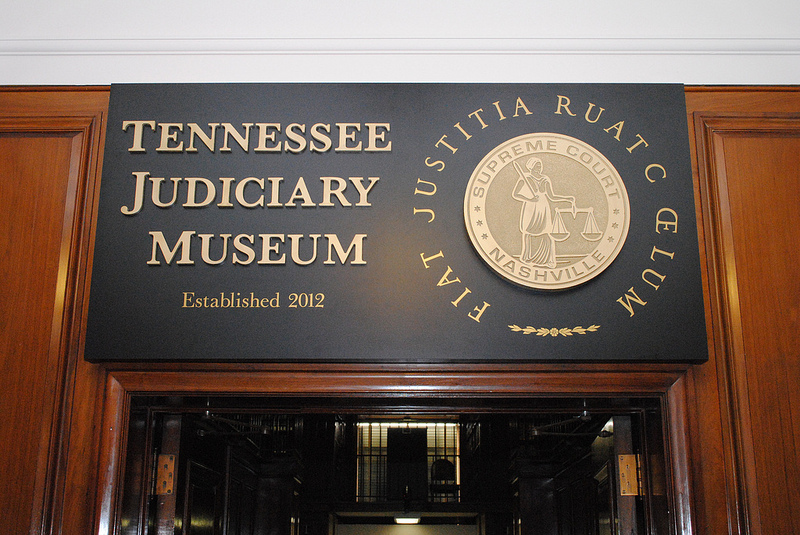 TENNESSEE
JUDICIARY
MUSEUM
Established 2012
FIAT JUSTITIA RUAT CŒLUM
SUPREME COURT
NASHVILLE